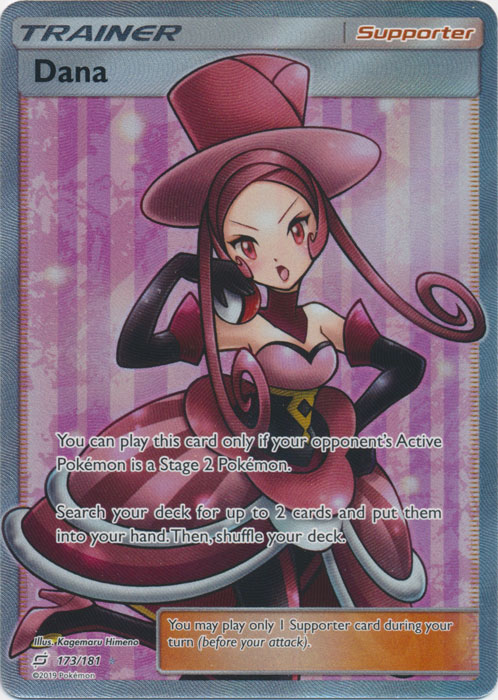 TRAINER
Supporter
Dana
You can play this card only if your opponent's Active
Pokémon is a Stage 2 Pokémon.
Search your deck for up to 2 cards and put them
into your hand. Then, shuffle your deck.
You may play only 1 Supporter card during your
turn (before your attack).
Illus. Kagemaru Himeno
173/181
©2019 Pokémon